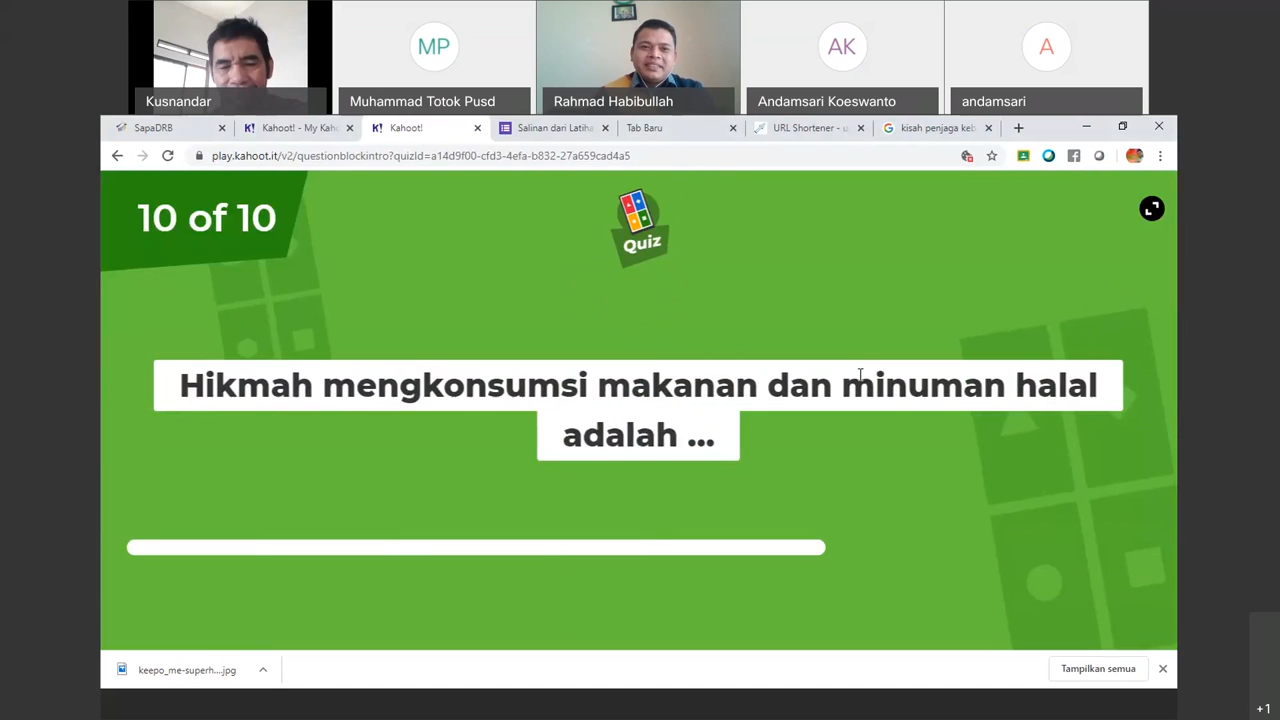 MP
AK
A
Kusnandar
Muhammad Totok Pusd
Rahmad Habibullah
Andamsari Koeswanto
andamsari
SapaDRB
Kahoot! - My Kah
Kahoot!
Salinan dari Latiha
Tab Baru
URL Shortener - u
kisah penjaga keb
play.kahoot.it/v2/questionblockintro?quizId=a14d9f00-cfd3-4efa-b832-27a659cad4a5
10 of 10
Quiz
Hikmah mengkonsumsi makanan dan minuman halal
adalah ...
keepo_me-superh....jpg
Tampilkan semua
+1